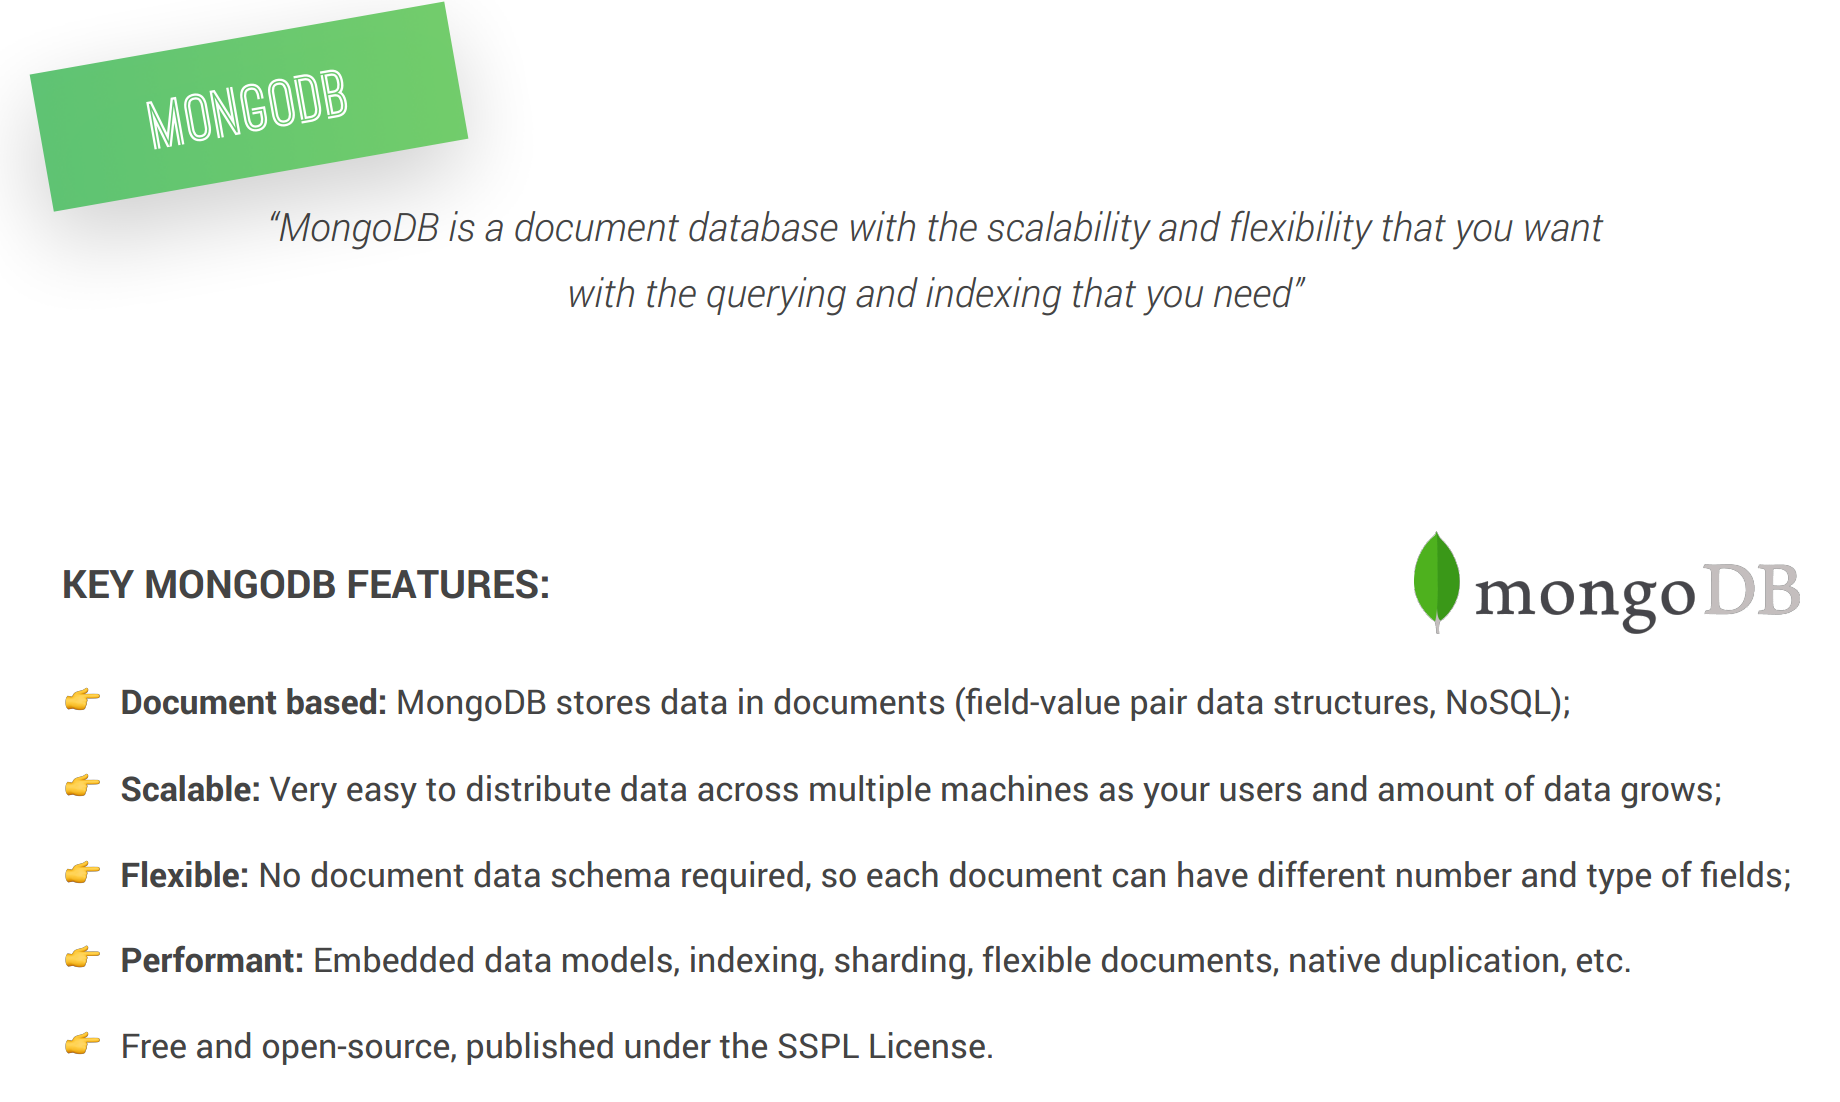 MONGODB
“MongoDB is a document database with the scalability and flexibility that you want
with the querying and indexing that you need”
KEY MONGODB FEATURES:
mongoDB
👉 Document based: MongoDB stores data in documents (field-value pair data structures, NoSQL);
👉 Scalable: Very easy to distribute data across multiple machines as your users and amount of data grows;
👉 Flexible: No document data schema required, so each document can have different number and type of fields;
👉 Performant: Embedded data models, indexing, sharding, flexible documents, native duplication, etc.
👉 Free and open-source, published under the SSPL License.